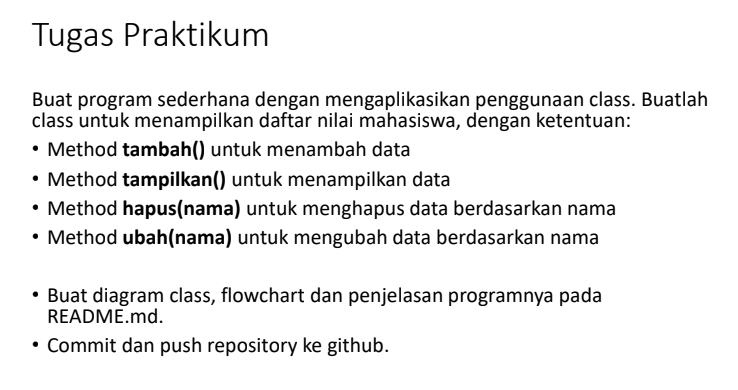 Tugas Praktikum
Buat program sederhana dengan mengaplikasikan penggunaan class. Buatlah
class untuk menampilkan daftar nilai mahasiswa, dengan ketentuan:
• Method tambah() untuk menambah data
• Method tampilkan() untuk menampilkan data
• Method hapus(nama) untuk menghapus data berdasarkan nama
• Method ubah(nama) untuk mengubah data berdasarkan nama
• Buat diagram class, flowchart dan penjelasan programnya pada
README.md.
• Commit dan push repository ke github.